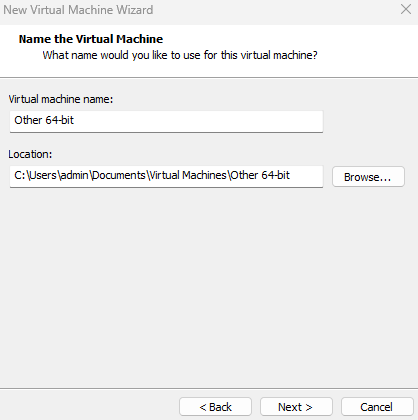 New Virtual Machine Wizard
Name the Virtual Machine
What name would you like to use for this virtual machine?
Virtual machine name:
Other 64-bit
Location:
C:\Users\admin\Documents\Virtual Machines\Other 64-bit
Browse...
< Back
Next >
Cancel